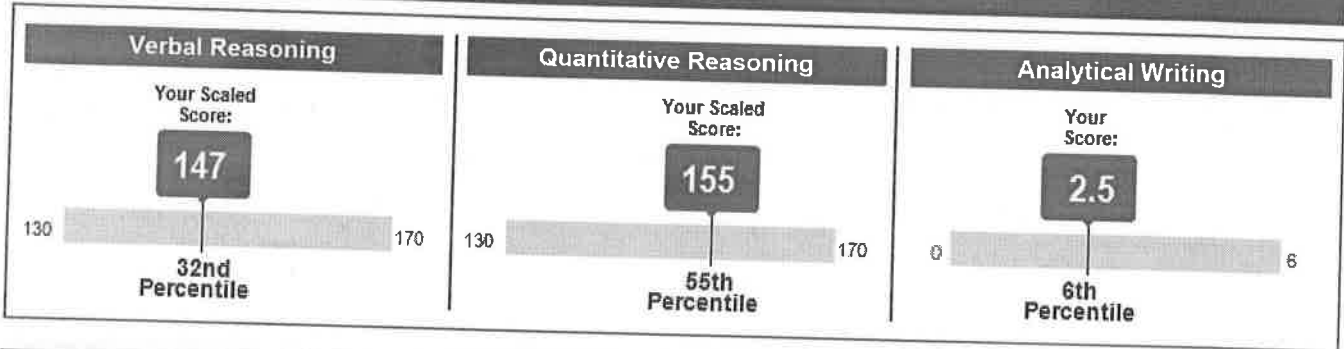 Verbal Reasoning
Your Scaled
Score:
147
130
170
32nd
Percentile
Quantitative Reasoning
Your Scaled
Score:
155
130
170
55th
Percentile
Analytical Writing
Your
Score:
2.5
0
6
6th
Percentile